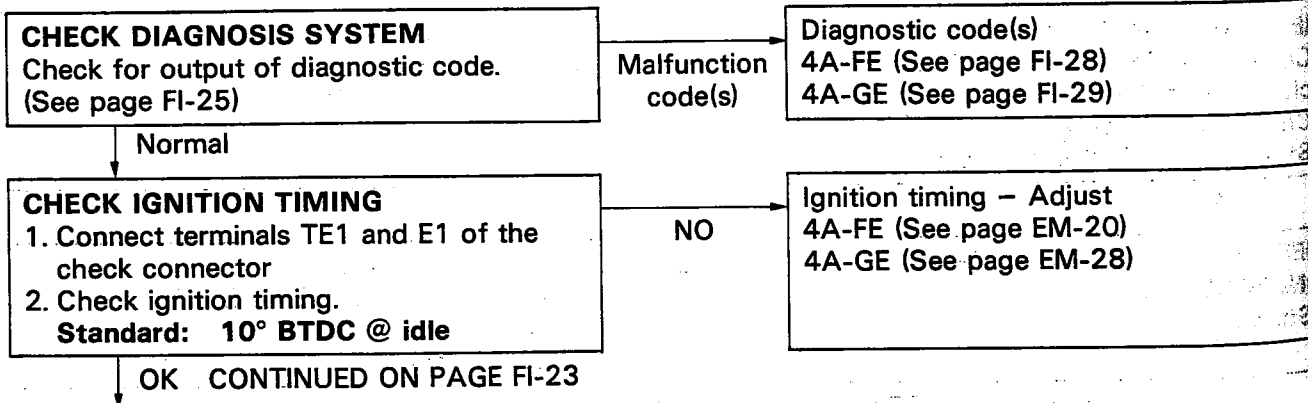 CHECK DIAGNOSIS SYSTEM
Check for output of diagnostic code.
(See page FI-25)
Malfunction
code(s)
Diagnostic code(s)
4A-FE (See page FI-28)
4A-GE (See page FI-29)
Normal
CHECK IGNITION TIMING
1. Connect terminals TE1 and E1 of the
check connector
2. Check ignition timing.
Standard: 10° BTDC @ idle
NO
Ignition timing – Adjust
4A-FE (See page EM-20)
4A-GE (See page EM-28)
OK CONTINUED ON PAGE FI-23